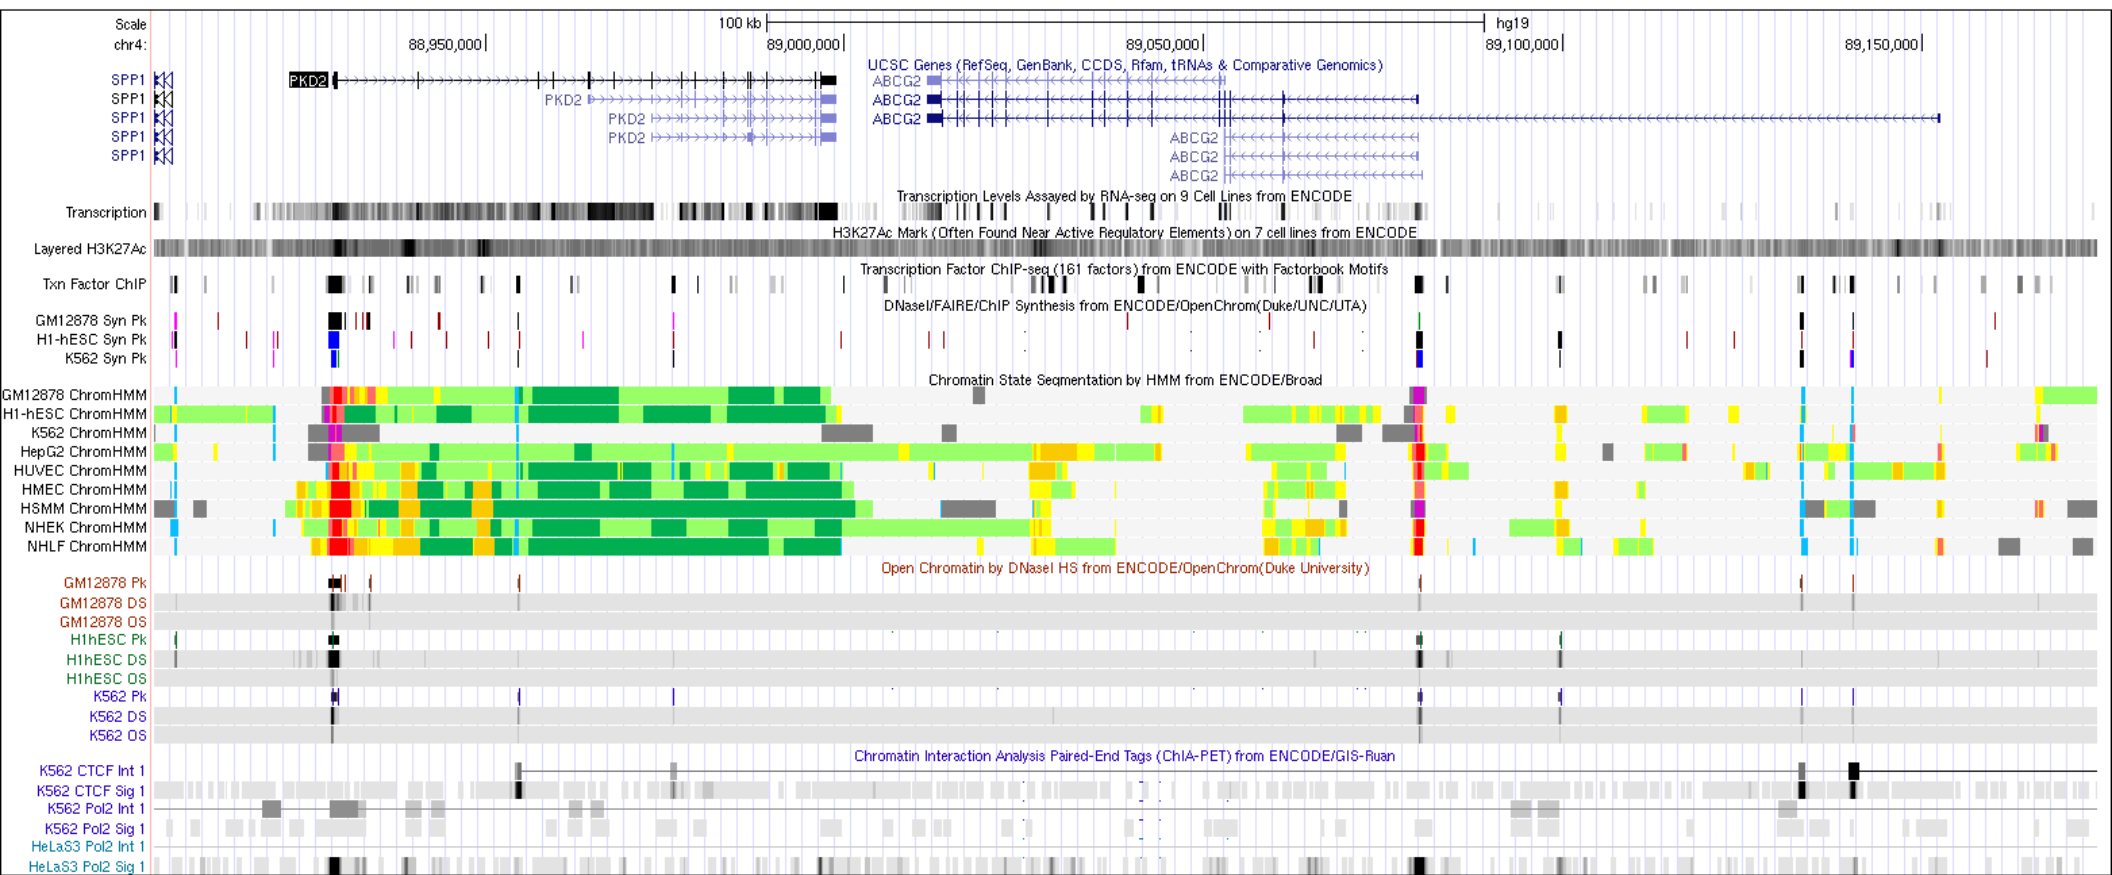 Scale 100 kb hg19
chr4: 88,950,000 89,000,000 89,050,000 89,100,000 89,150,000
UCSC Genes (RefSeq, GenBank, CCDS, Rfam, tRNAs & Comparative Genomics)
SPP1 PKD2 ABCG2
SPP1 PKD2 ABCG2
SPP1 PKD2 ABCG2
SPP1 PKD2 ABCG2
SPP1 ABCG2
ABCG2
Transcription Levels Assayed by RNA-seq on 9 Cell Lines from ENCODE
Transcription
H3K27Ac Mark (Often Found Near Active Regulatory Elements) on 7 cell lines from ENCODE
Layered H3K27Ac
Transcription Factor ChIP-seq (161 factors) from ENCODE with Factorbook Motifs
Txn Factor ChIP
DNaseI/FAIRE/ChIP Synthesis from ENCODE/OpenChrom(Duke/UNC/UTA)
GM12878 Syn Pk
H1-hESC Syn Pk
K562 Syn Pk
Chromatin State Segmentation by HMM from ENCODE/Broad
GM12878 ChromHMM
H1-hESC ChromHMM
K562 ChromHMM
HepG2 ChromHMM
HUVEC ChromHMM
HMEC ChromHMM
HSMM ChromHMM
NHEK ChromHMM
NHLF ChromHMM
Open Chromatin by DNaseI HS from ENCODE/OpenChrom(Duke University)
GM12878 Pk
GM12878 DS
GM12878 OS
H1hESC Pk
H1hESC DS
H1hESC OS
K562 Pk
K562 DS
K562 OS
Chromatin Interaction Analysis Paired-End Tags (ChIA-PET) from ENCODE/GIS-Ruan
K562 CTCF Int 1
K562 CTCF Sig 1
K562 Pol2 Int 1
K562 Pol2 Sig 1
HeLaS3 Pol2 Int 1
HeLaS3 Pol2 Sig 1